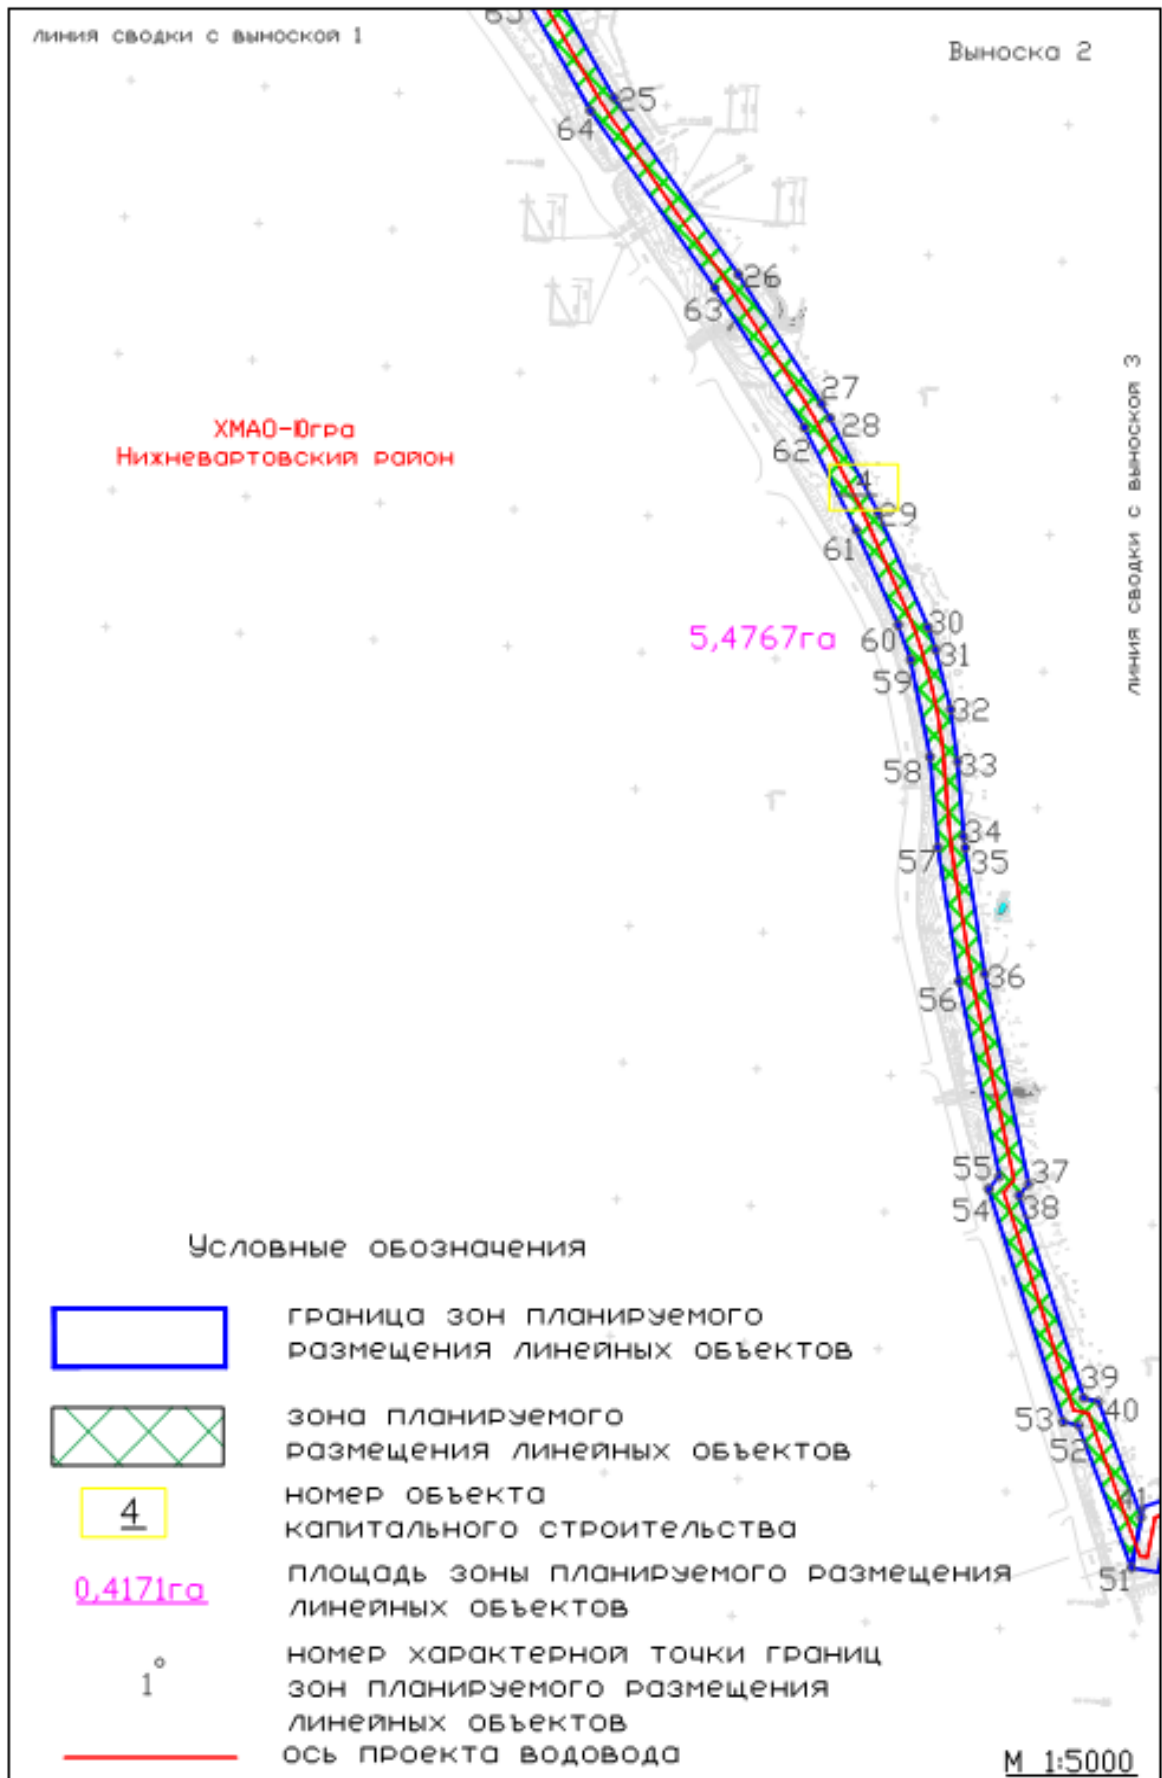 линия сводки с выноской 1
Выноска 2
65
25
64
26
63
27
28
62
4
29
61
линия сводки с выноской 3
ХМАО-Югра
Нижневартовский район
5,4767га
30
60
31
59
32
33
58
34
57
35
36
56
55
37
54
38
39
40
53
52
41
51
Условные обозначения
граница зон планируемого
размещения линейных объектов
зона планируемого
размещения линейных объектов
4
номер объекта
капитального строительства
0,4171га
площадь зоны планируемого размещения
линейных объектов
1
номер характерной точки границ
зон планируемого размещения
линейных объектов
ось проекта водовода
М 1:5000